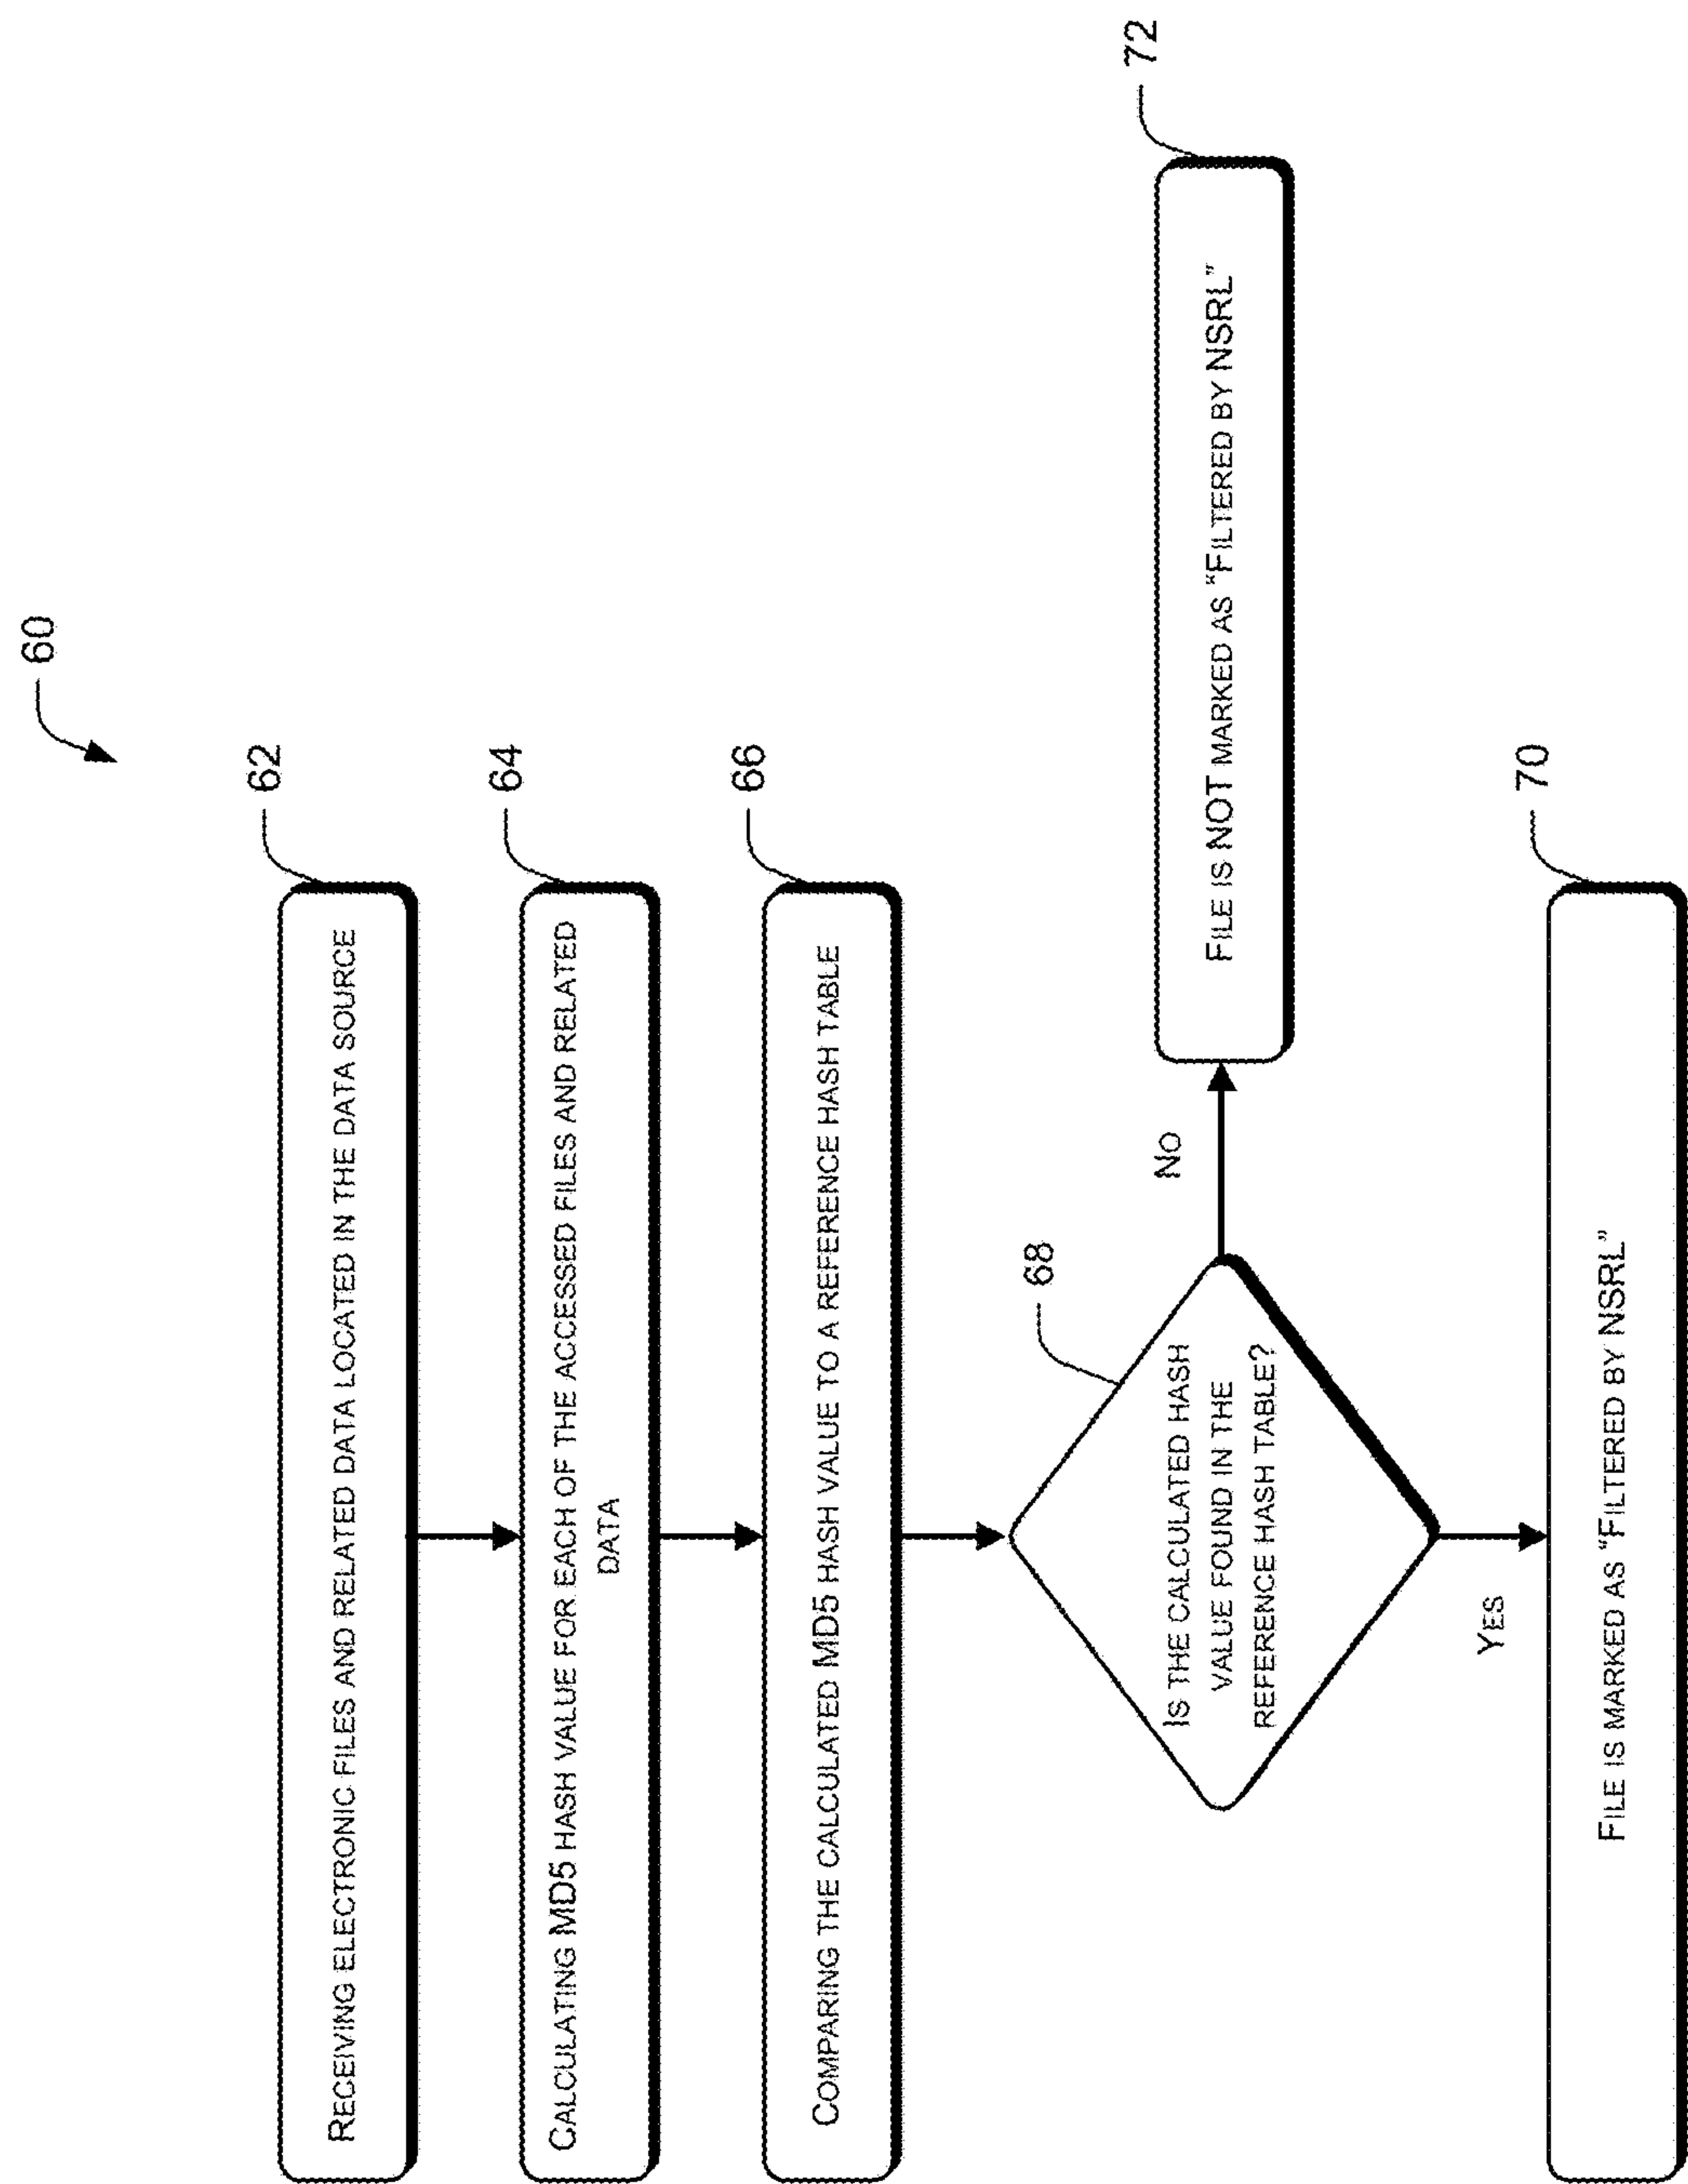 60
62
RECEIVING ELECTRONIC FILES AND RELATED DATA LOCATED IN THE DATA SOURCE
64
CALCULATING MD5 HASH VALUE FOR EACH OF THE ACCESSED FILES AND RELATED
DATA
66
COMPARING THE CALCULATED MD5 HASH VALUE TO A REFERENCE HASH TABLE
68
IS THE CALCULATED HASH
VALUE FOUND IN THE
REFERENCE HASH TABLE?
NO
72
FILE IS NOT MARKED AS “FILTERED BY NSRL”
YES
70
FILE IS MARKED AS “FILTERED BY NSRL”